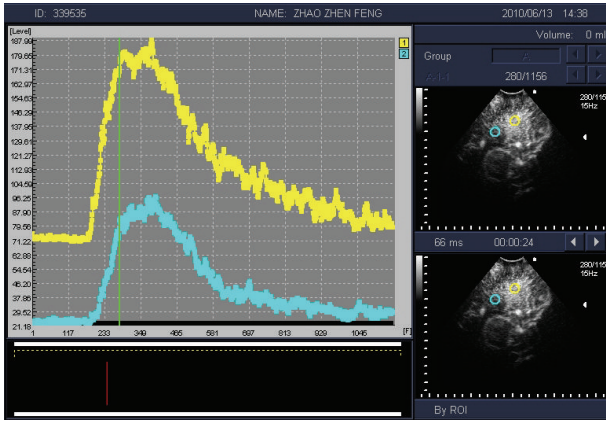 ID: 339535 NAME: ZHAO ZHEN FENG 2010/06/13 14:38
[Level]
187.99
179.65
171.31
162.97
154.63
146.29
137.95
129.61
121.27
112.93
104.59
96.25
87.90
79.56
71.22
62.88
54.54
46.20
37.86
29.52
21.18
1 117 233 349 465 581 697 813 929 1045 [F]
1
2
Volume: 0 ml
Group A
280/1156
280/115
15Hz
66 ms 00:00:24
280/115
15Hz
By ROI